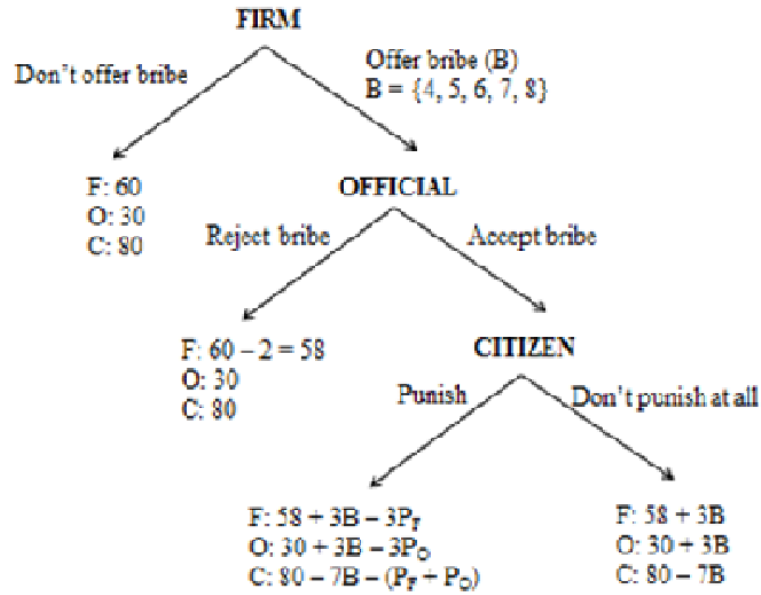 FIRM
Don't offer bribe
Offer bribe (B)
B = {4, 5, 6, 7, 8}
F: 60
O: 30
C: 80
OFFICIAL
Reject bribe
Accept bribe
F: 60 – 2 = 58
O: 30
C: 80
CITIZEN
Punish
Don't punish at all
F: 58 + 3B – 3P_F
O: 30 + 3B – 3P_O
C: 80 – 7B – (P_F + P_O)
F: 58 + 3B
O: 30 + 3B
C: 80 – 7B